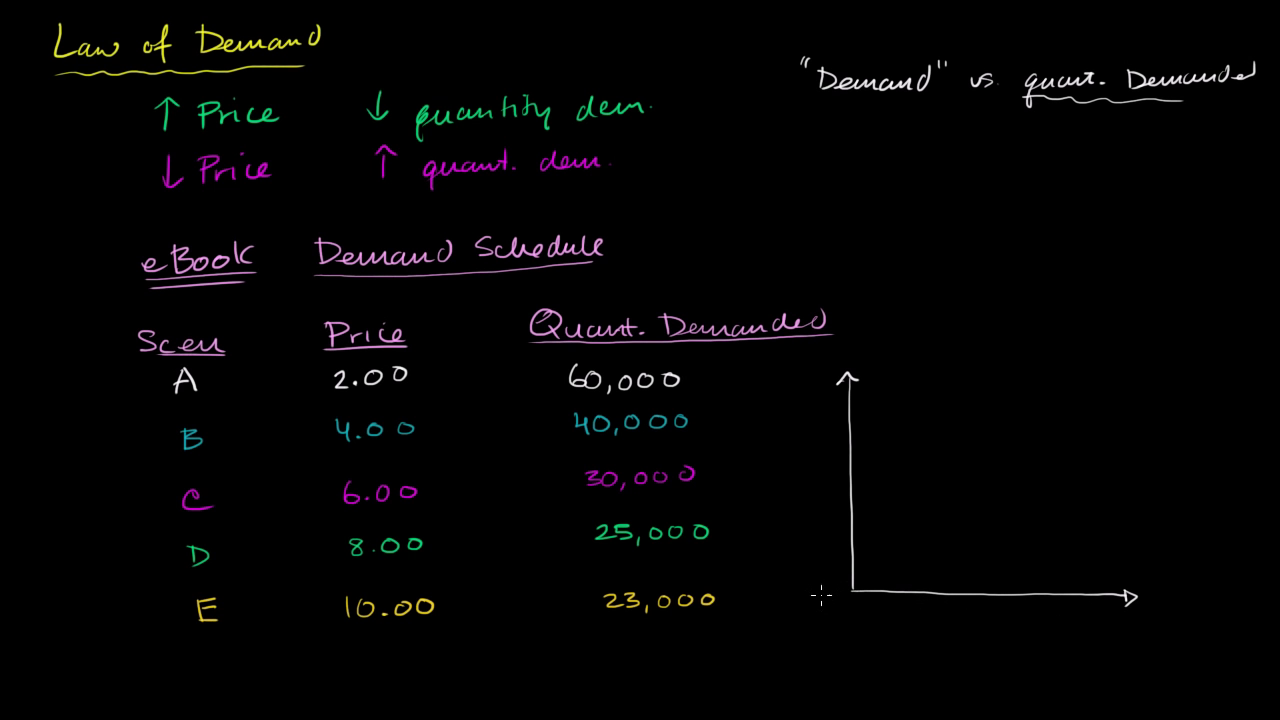 Law of Demand
"Demand" vs. quant. Demanded
↑ Price ↓ quantity dem.
↓ Price ↑ quant. dem.
eBook Demand Schedule
Scen Price Quant. Demanded
A 2.00 60,000
B 4.00 40,000
C 6.00 30,000
D 8.00 25,000
E 10.00 23,000